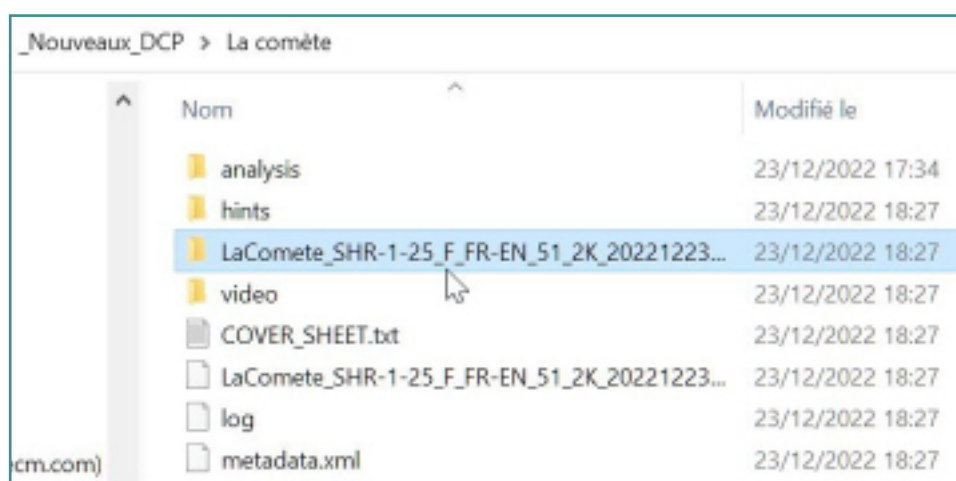 _Nouveaux_DCP > La comète
Nom Modifié le
analysis 23/12/2022 17:34
hints 23/12/2022 18:27
LaComete_SHR-1-25_F_FR-EN_51_2K_20221223... 23/12/2022 18:27
video 23/12/2022 18:27
COVER_SHEET.txt 23/12/2022 18:27
LaComete_SHR-1-25_F_FR-EN_51_2K_20221223... 23/12/2022 18:27
log 23/12/2022 18:27
ecm.com) metadata.xml 23/12/2022 18:27